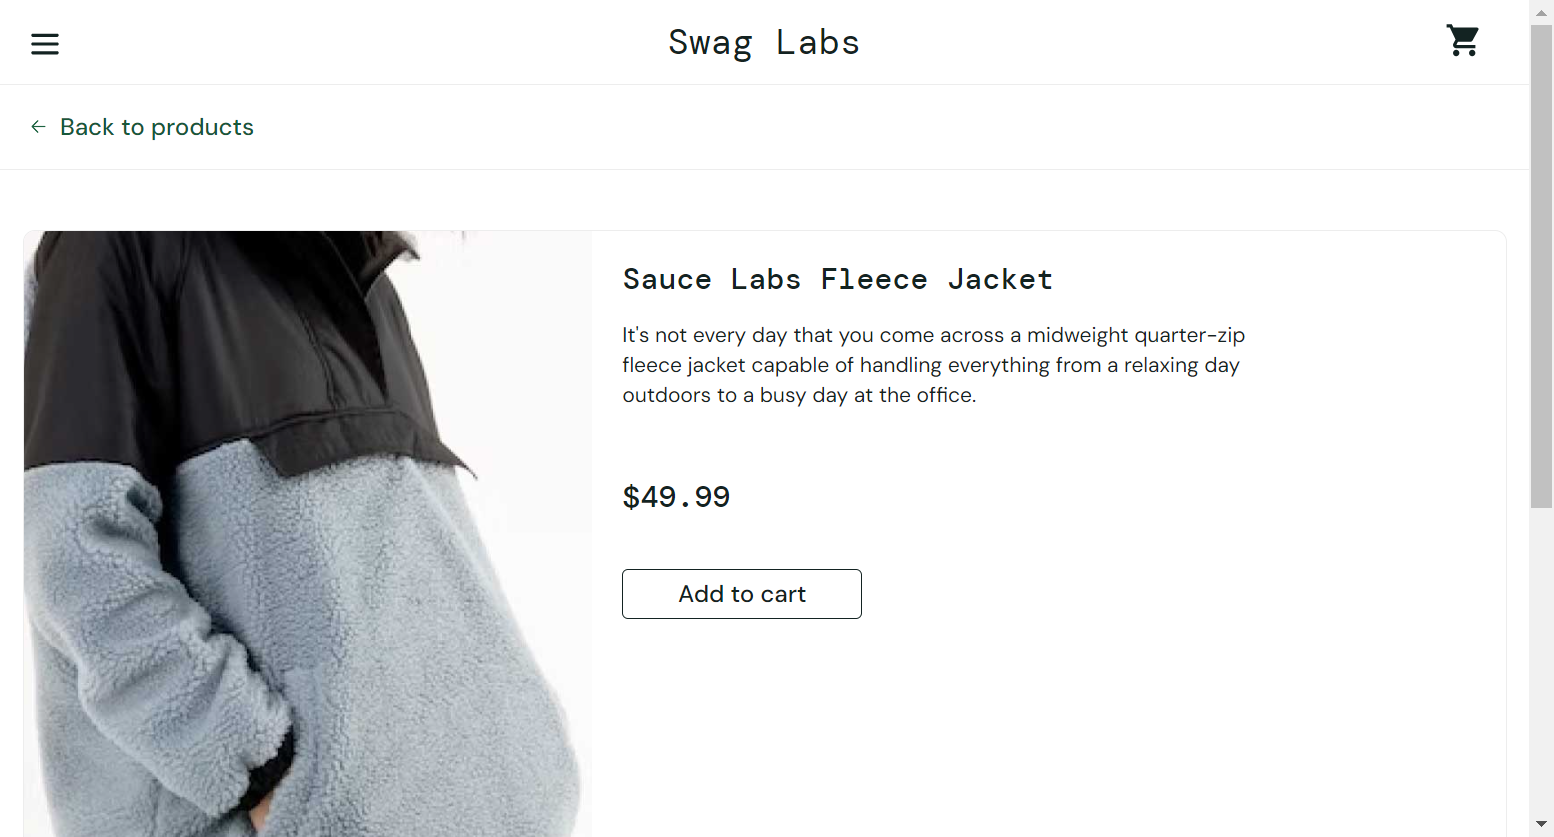 Swag Labs
Back to products
Sauce Labs Fleece Jacket
It's not every day that you come across a midweight quarter-zip
fleece jacket capable of handling everything from a relaxing day
outdoors to a busy day at the office.
$49.99
Add to cart